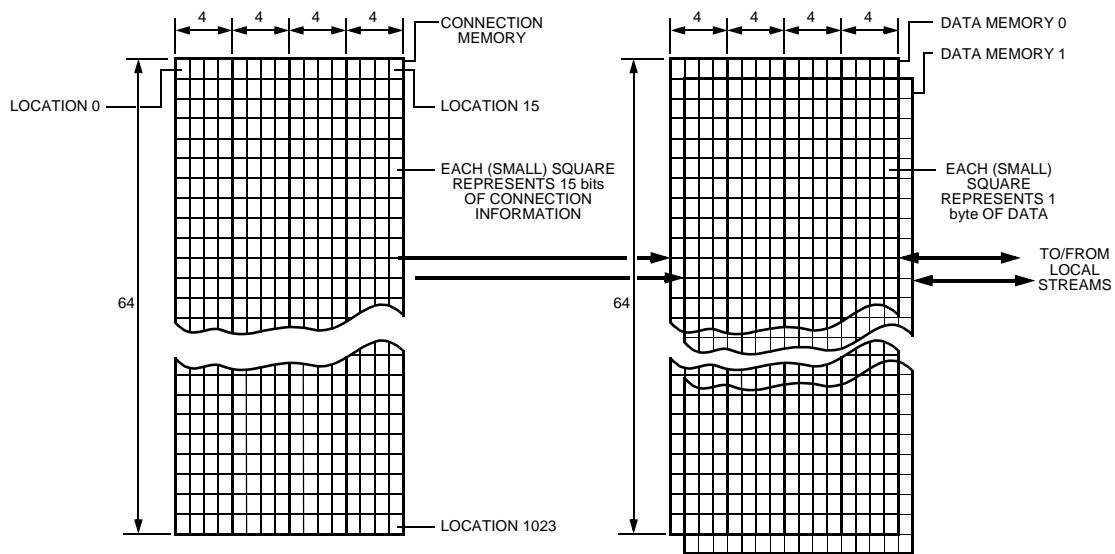 4 4 4 4
CONNECTION
MEMORY
LOCATION 0
LOCATION 15
EACH (SMALL) SQUARE
REPRESENTS 15 bits
OF CONNECTION
INFORMATION
64
LOCATION 1023
4 4 4 4
DATA MEMORY 0
DATA MEMORY 1
EACH (SMALL)
SQUARE
REPRESENTS 1
byte OF DATA
TO/FROM
LOCAL
STREAMS
64